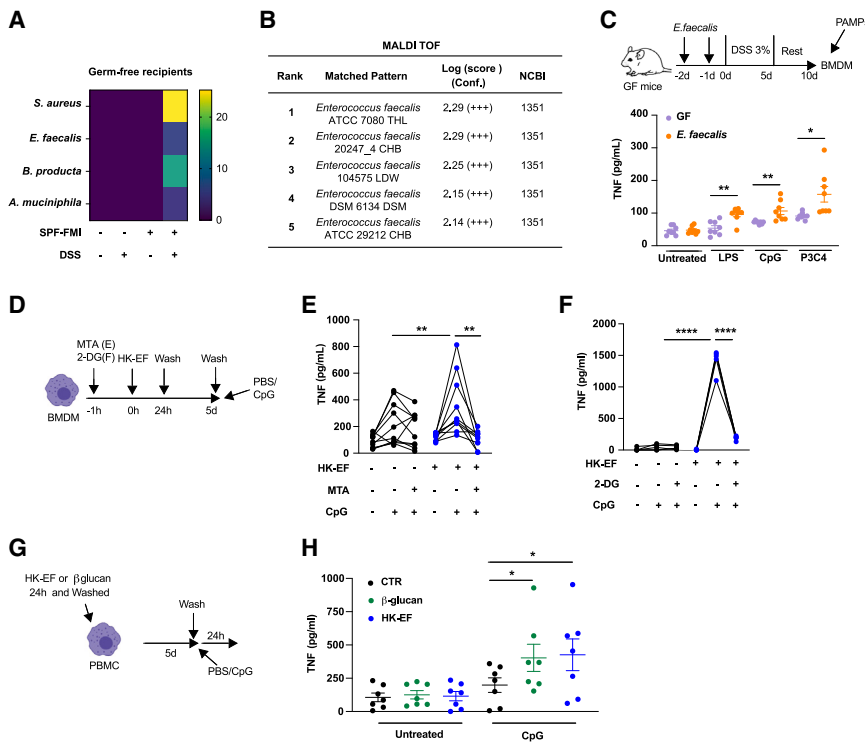 A
Germ-free recipients
S. aureus
E. faecalis
B. producta
A. muciniphila
20
10
0
SPF-FMI - - + +
DSS - + - +
B
MALDI TOF
Rank Matched Pattern Log (score) (Conf.) NCBI
1 Enterococcus faecalis ATCC 7080 THL 2.29 (+++) 1351
2 Enterococcus faecalis 20247_4 CHB 2.29 (+++) 1351
3 Enterococcus faecalis 104575 LDW 2.25 (+++) 1351
4 Enterococcus faecalis DSM 6134 DSM 2.15 (+++) 1351
5 Enterococcus faecalis ATCC 29212 CHB 2.14 (+++) 1351
C
PAMP
E.faecalis
DSS 3% Rest
BMDM
GF mice
-2d -1d 0d 5d 10d
GF
E. faecalis
TNF (pg/mL)
400
300
200
100
0
** ** *
Untreated LPS CpG P3C4
D
MTA (E)
2-DG(F) HK-EF Wash Wash
PBS/
CpG
BMDM
-1h 0h 24h 5d
E
TNF (pg/mL)
1000
800
600
400
200
0
** **
HK-EF - - - + + +
MTA - - + - - +
CpG - + + - + +
F
TNF (pg/ml)
2000
1500
1000
500
0
**** ****
HK-EF - - - + + +
2-DG - - + - - +
CpG - + + - + +
G
HK-EF or βglucan
24h and Washed
Wash
24h
PBMC
5d
PBS/CpG
H
CTR
β-glucan
HK-EF
TNF (pg/ml)
1250
1000
750
500
250
0
*
*
Untreated CpG